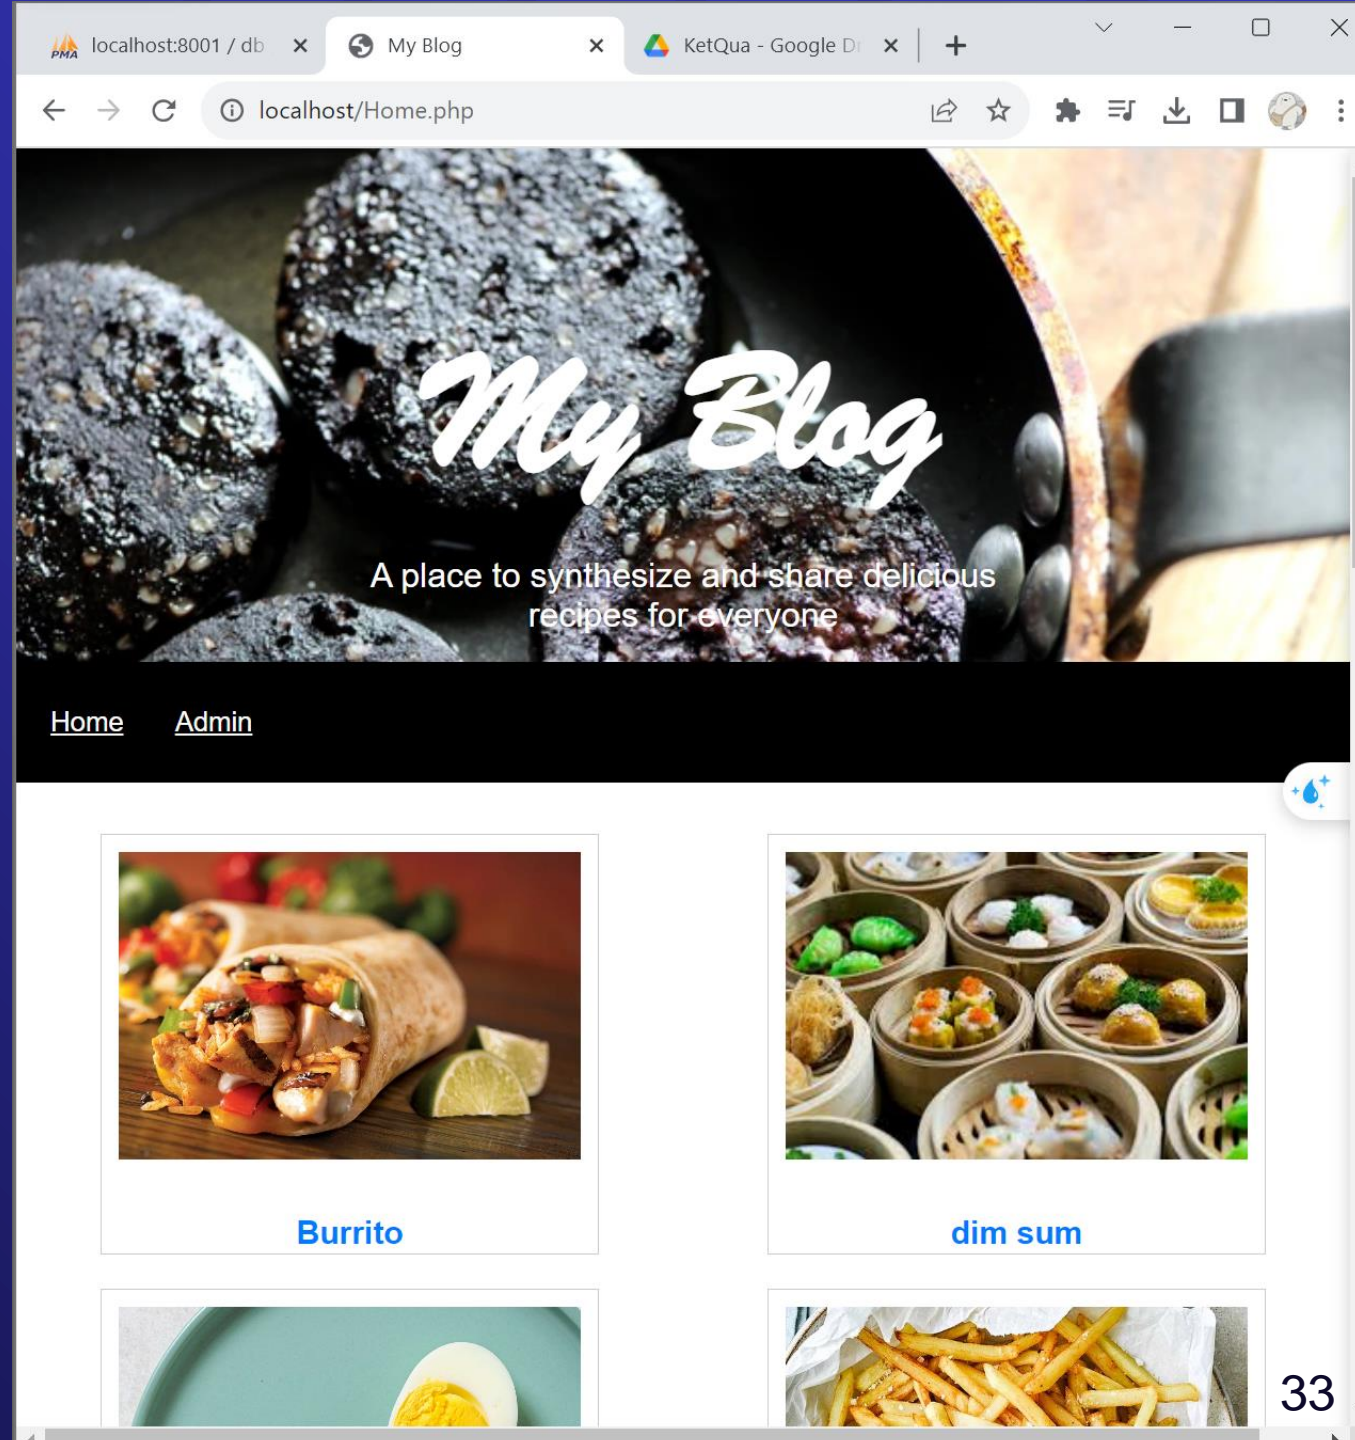 PMA localhost:8001 / db My Blog KetQua - Google Dr
localhost/Home.php
My Blog
A place to synthesize and share delicious
recipes for everyone
Home Admin
Burrito dim sum
33